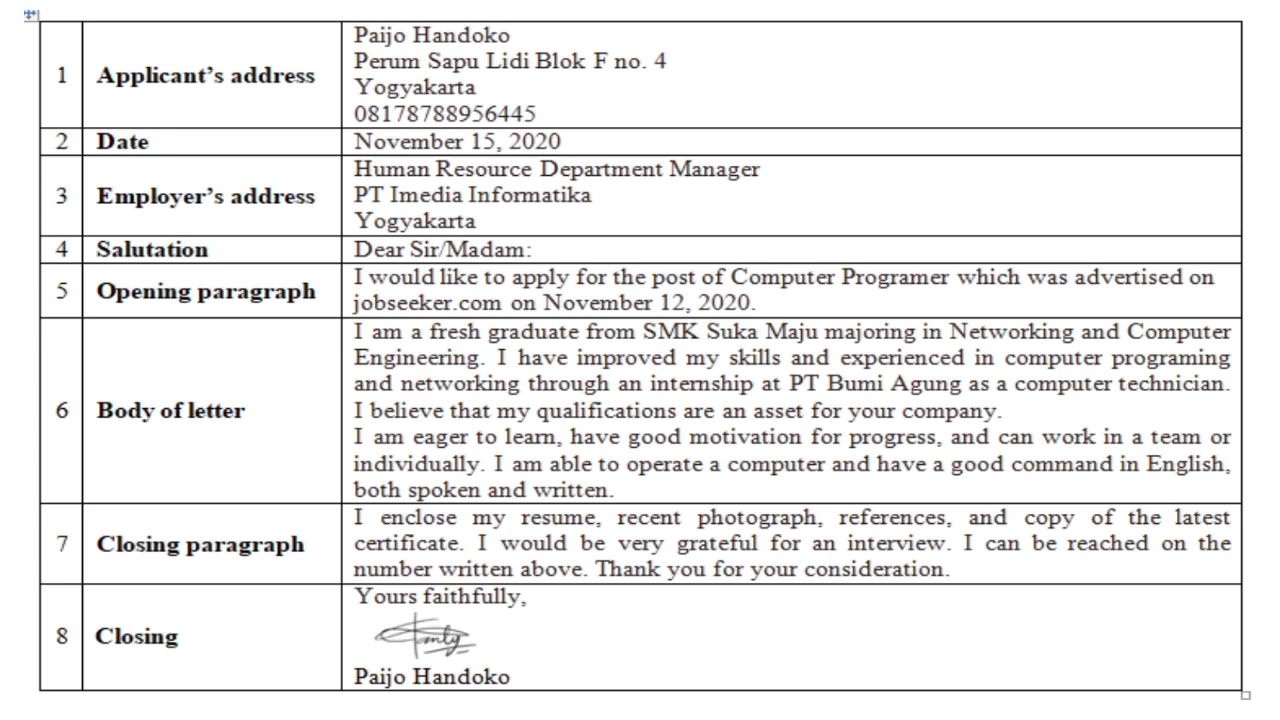 1
Applicant's address
Paijo Handoko
Perum Sapu Lidi Blok F no. 4
Yogyakarta
08178788956445
2
Date
November 15, 2020
3
Employer's address
Human Resource Department Manager
PT Imedia Informatika
Yogyakarta
4
Salutation
Dear Sir/Madam:
5
Opening paragraph
I would like to apply for the post of Computer Programer which was advertised on
jobseeker.com on November 12, 2020.
6
Body of letter
I am a fresh graduate from SMK Suka Maju majoring in Networking and Computer
Engineering. I have improved my skills and experienced in computer programing
and networking through an internship at PT Bumi Agung as a computer technician.
I believe that my qualifications are an asset for your company.
I am eager to learn, have good motivation for progress, and can work in a team or
individually. I am able to operate a computer and have a good command in English,
both spoken and written.
7
Closing paragraph
I enclose my resume, recent photograph, references, and copy of the latest
certificate. I would be very grateful for an interview. I can be reached on the
number written above. Thank you for your consideration.
8
Closing
Yours faithfully,
Paijo Handoko